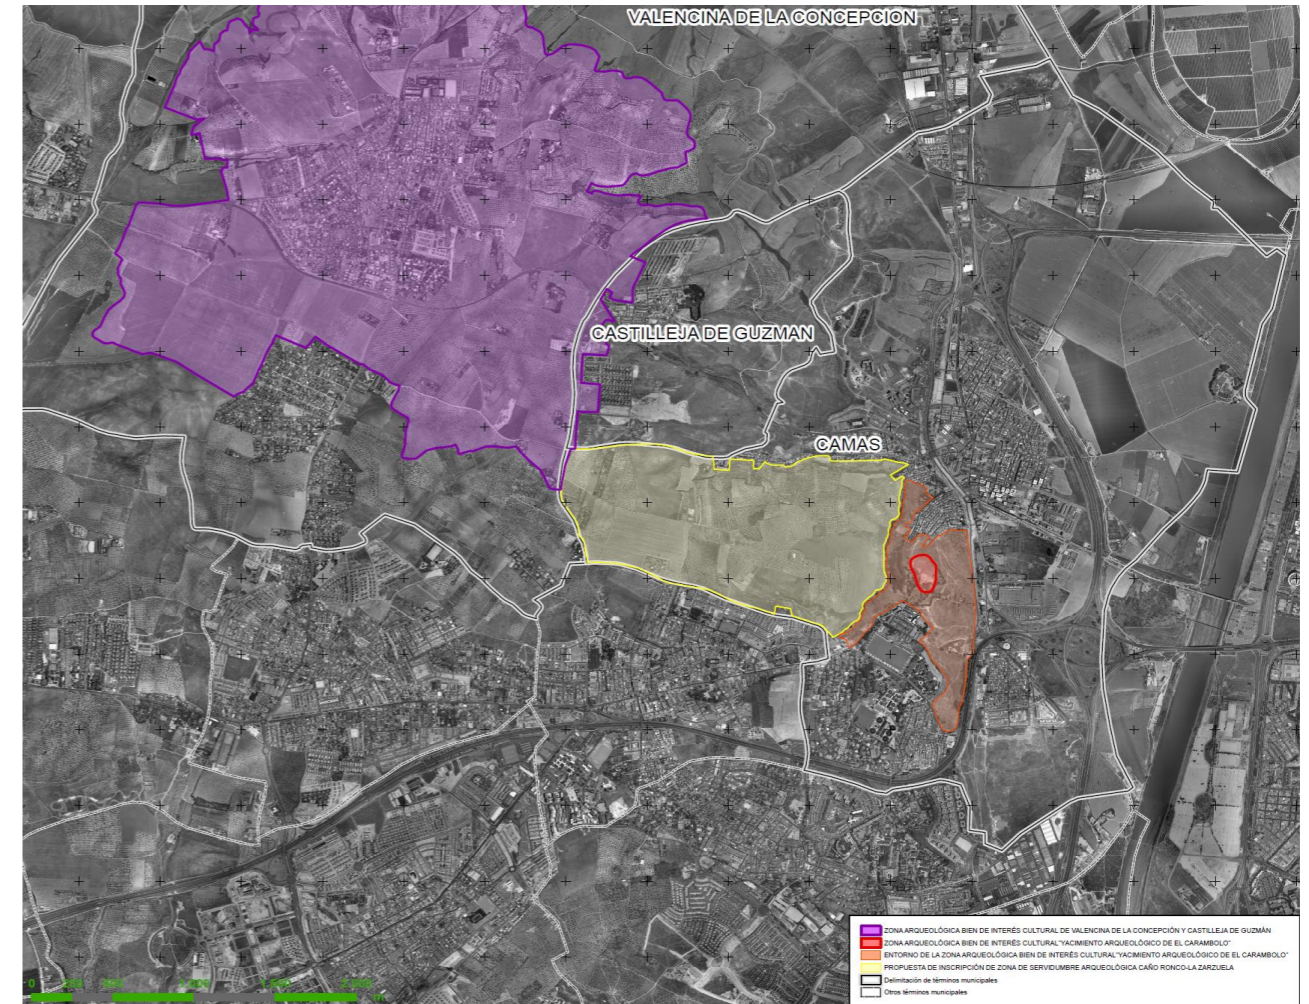 VALENCINA DE LA CONCEPCION
CASTILLEJA DE GUZMAN
CAMAS
ZONA ARQUEOLÓGICA BIEN DE INTERÉS CULTURAL DE VALENCINA DE LA CONCEPCIÓN Y CASTILLEJA DE GUZMÁN
ZONA ARQUEOLÓGICA BIEN DE INTERÉS CULTURAL"YACIMIENTO ARQUEOLÓGICO DE EL CARAMBOLO"
ENTORNO DE LA ZONA ARQUEOLÓGICA BIEN DE INTERÉS CULTURAL"YACIMIENTO ARQUEOLÓGICO DE EL CARAMBOLO"
PROPUESTA DE INSCRIPCIÓN DE ZONA DE SERVIDUMBRE ARQUEOLÓGICA CAÑO RONCO-LA ZARZUELA
Delimitación de términos municipales
Otros términos municipales
0
m